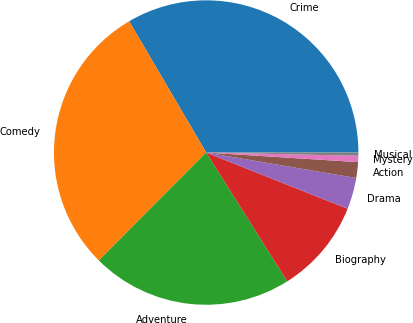 Crime
Comedy
Musical
Mystery
Action
Drama
Biography
Adventure